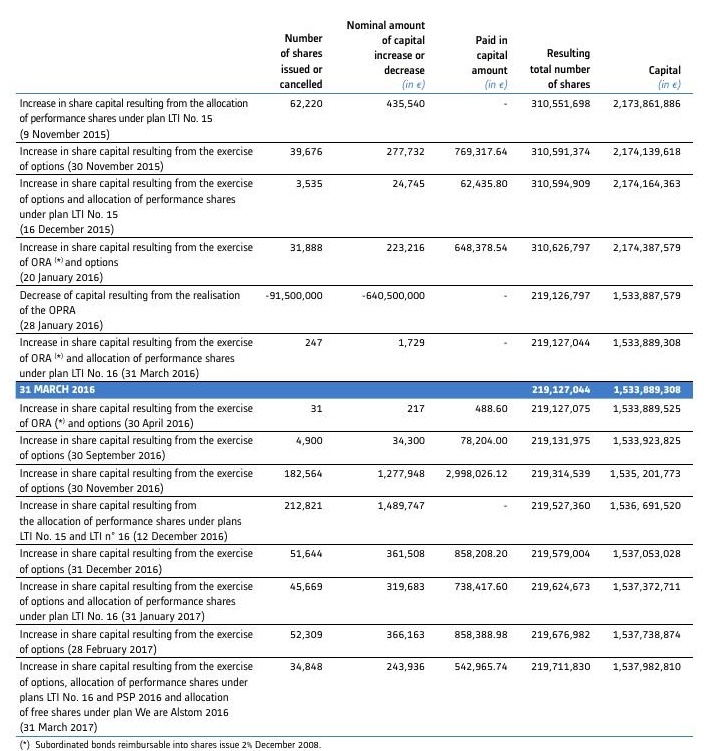 Number of shares issued or cancelled | Nominal amount of capital increase or decrease (in €) | Paid in capital amount (in €) | Resulting total number of shares | Capital (in €)
Increase in share capital resulting from the allocation 62,220 435,540 - 310,551,698 2,173,861,886
of performance shares under plan LTI No. 15
(9 November 2015)
Increase in share capital resulting from the exercise 39,676 277,732 769,317.64 310,591,374 2,174,139,618
of options (30 November 2015)
Increase in share capital resulting from the exercise 3,535 24,745 62,435.80 310,594,909 2,174,164,363
of options and allocation of performance shares
under plan LTI No. 15
(16 December 2015)
Increase in share capital resulting from the exercise 31,888 223,216 648,378.54 310,626,797 2,174,387,579
of ORA (*) and options
(20 January 2016)
Decrease of capital resulting from the realisation -91,500,000 -640,500,000 - 219,126,797 1,533,887,579
of the OPRA
(28 January 2016)
Increase in share capital resulting from the exercise 247 1,729 - 219,127,044 1,533,889,308
of ORA (*) and allocation of performance shares
under plan LTI No. 16 (31 March 2016)
31 MARCH 2016 219,127,044 1,533,889,308
Increase in share capital resulting from the exercise 31 217 488.60 219,127,075 1,533,889,525
of ORA (*) and options (30 April 2016)
Increase in share capital resulting from the exercise 4,900 34,300 78,204.00 219,131,975 1,533,923,825
of options (30 September 2016)
Increase in share capital resulting from the exercise 182,564 1,277,948 2,998,026.12 219,314,539 1,535, 201,773
of options (30 November 2016)
Increase in share capital resulting from 212,821 1,489,747 - 219,527,360 1,536, 691,520
the allocation of performance shares under plans
LTI No. 15 and LTI n° 16 (12 December 2016)
Increase in share capital resulting from the exercise 51,644 361,508 858,208.20 219,579,004 1,537,053,028
of options (31 December 2016)
Increase in share capital resulting from the exercise 45,669 319,683 738,417.60 219,624,673 1,537,372,711
of options and allocation of performance shares
under plan LTI No. 16 (31 January 2017)
Increase in share capital resulting from the exercise 52,309 366,163 858,388.98 219,676,982 1,537,738,874
of options (28 February 2017)
Increase in share capital resulting from the exercise 34,848 243,936 542,965.74 219,711,830 1,537,982,810
of options, allocation of performance shares under
plans LTI No. 16 and PSP 2016 and allocation
of free shares under plan We are Alstom 2016
(31 March 2017)
(*) Subordinated bonds reimbursable into shares issue 2% December 2008.